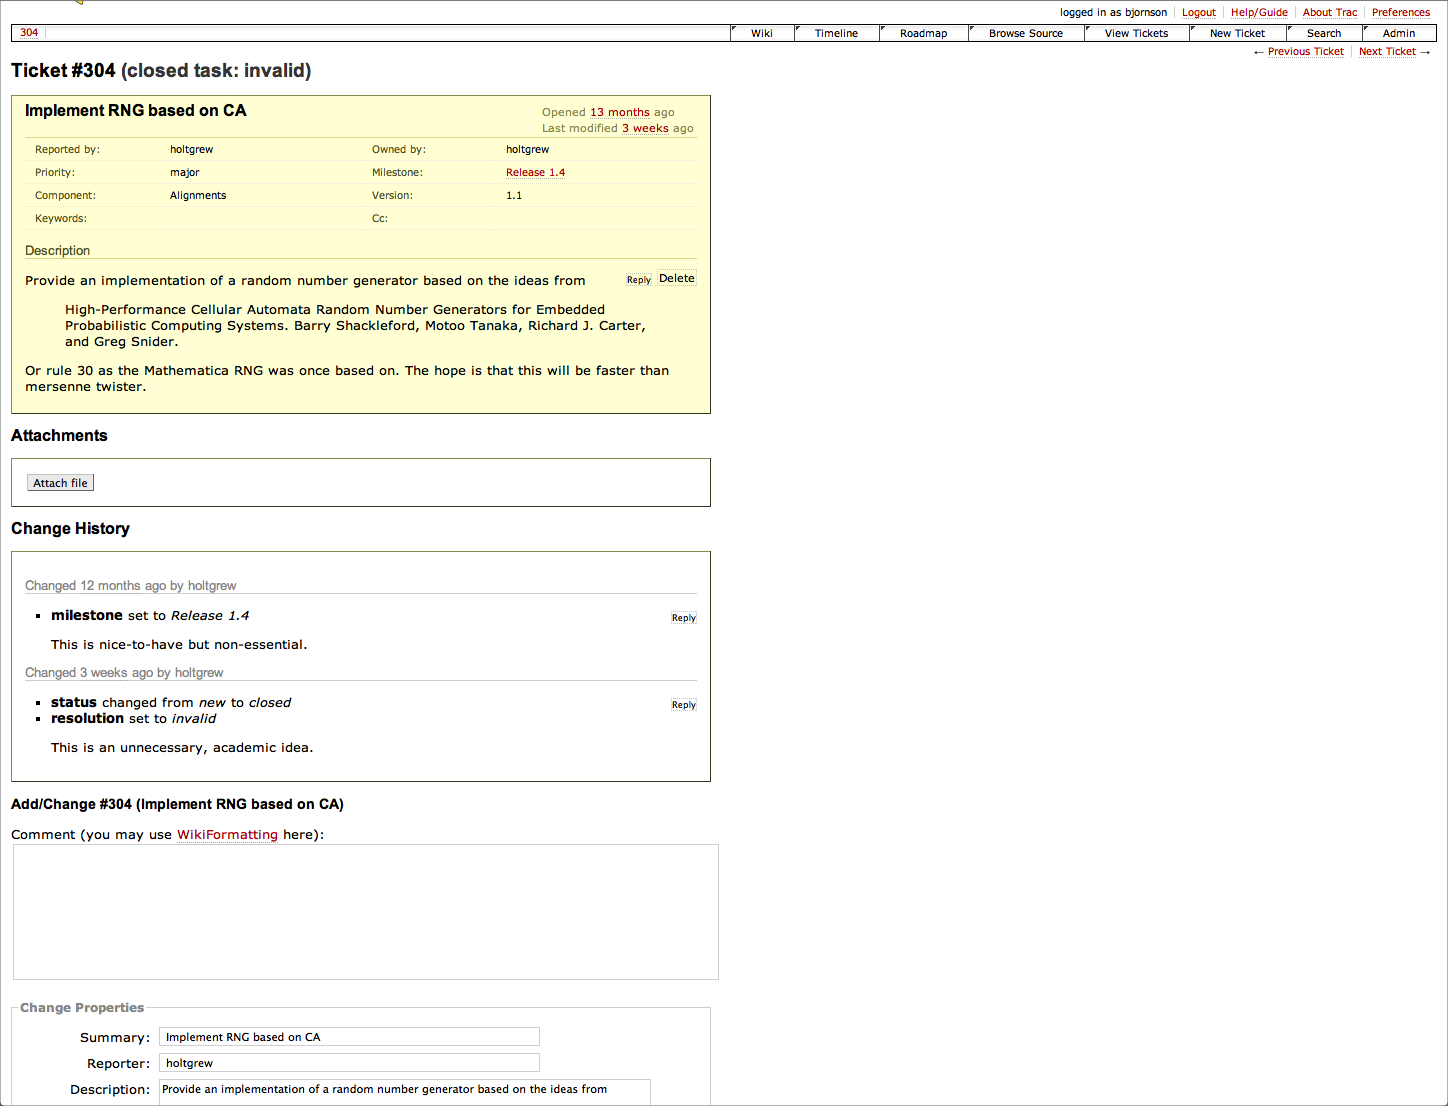 logged in as bjornson Logout Help/Guide About Trac Preferences
304 Wiki Timeline Roadmap Browse Source View Tickets New Ticket Search Admin
← Previous Ticket Next Ticket →
Ticket #304 (closed task: invalid)
Implement RNG based on CA
Opened 13 months ago
Last modified 3 weeks ago
Reported by: holtgrew Owned by: holtgrew
Priority: major Milestone: Release 1.4
Component: Alignments Version: 1.1
Keywords: Cc:
Description
Provide an implementation of a random number generator based on the ideas from Reply Delete
High-Performance Cellular Automata Random Number Generators for Embedded
Probabilistic Computing Systems. Barry Shackleford, Motoo Tanaka, Richard J. Carter,
and Greg Snider.
Or rule 30 as the Mathematica RNG was once based on. The hope is that this will be faster than
mersenne twister.
Attachments
Attach file
Change History
Changed 12 months ago by holtgrew
milestone set to Release 1.4 Reply
This is nice-to-have but non-essential.
Changed 3 weeks ago by holtgrew
status changed from new to closed Reply
resolution set to invalid
This is an unnecessary, academic idea.
Add/Change #304 (Implement RNG based on CA)
Comment (you may use WikiFormatting here):
Change Properties
Summary: Implement RNG based on CA
Reporter: holtgrew
Description: Provide an implementation of a random number generator based on the ideas from